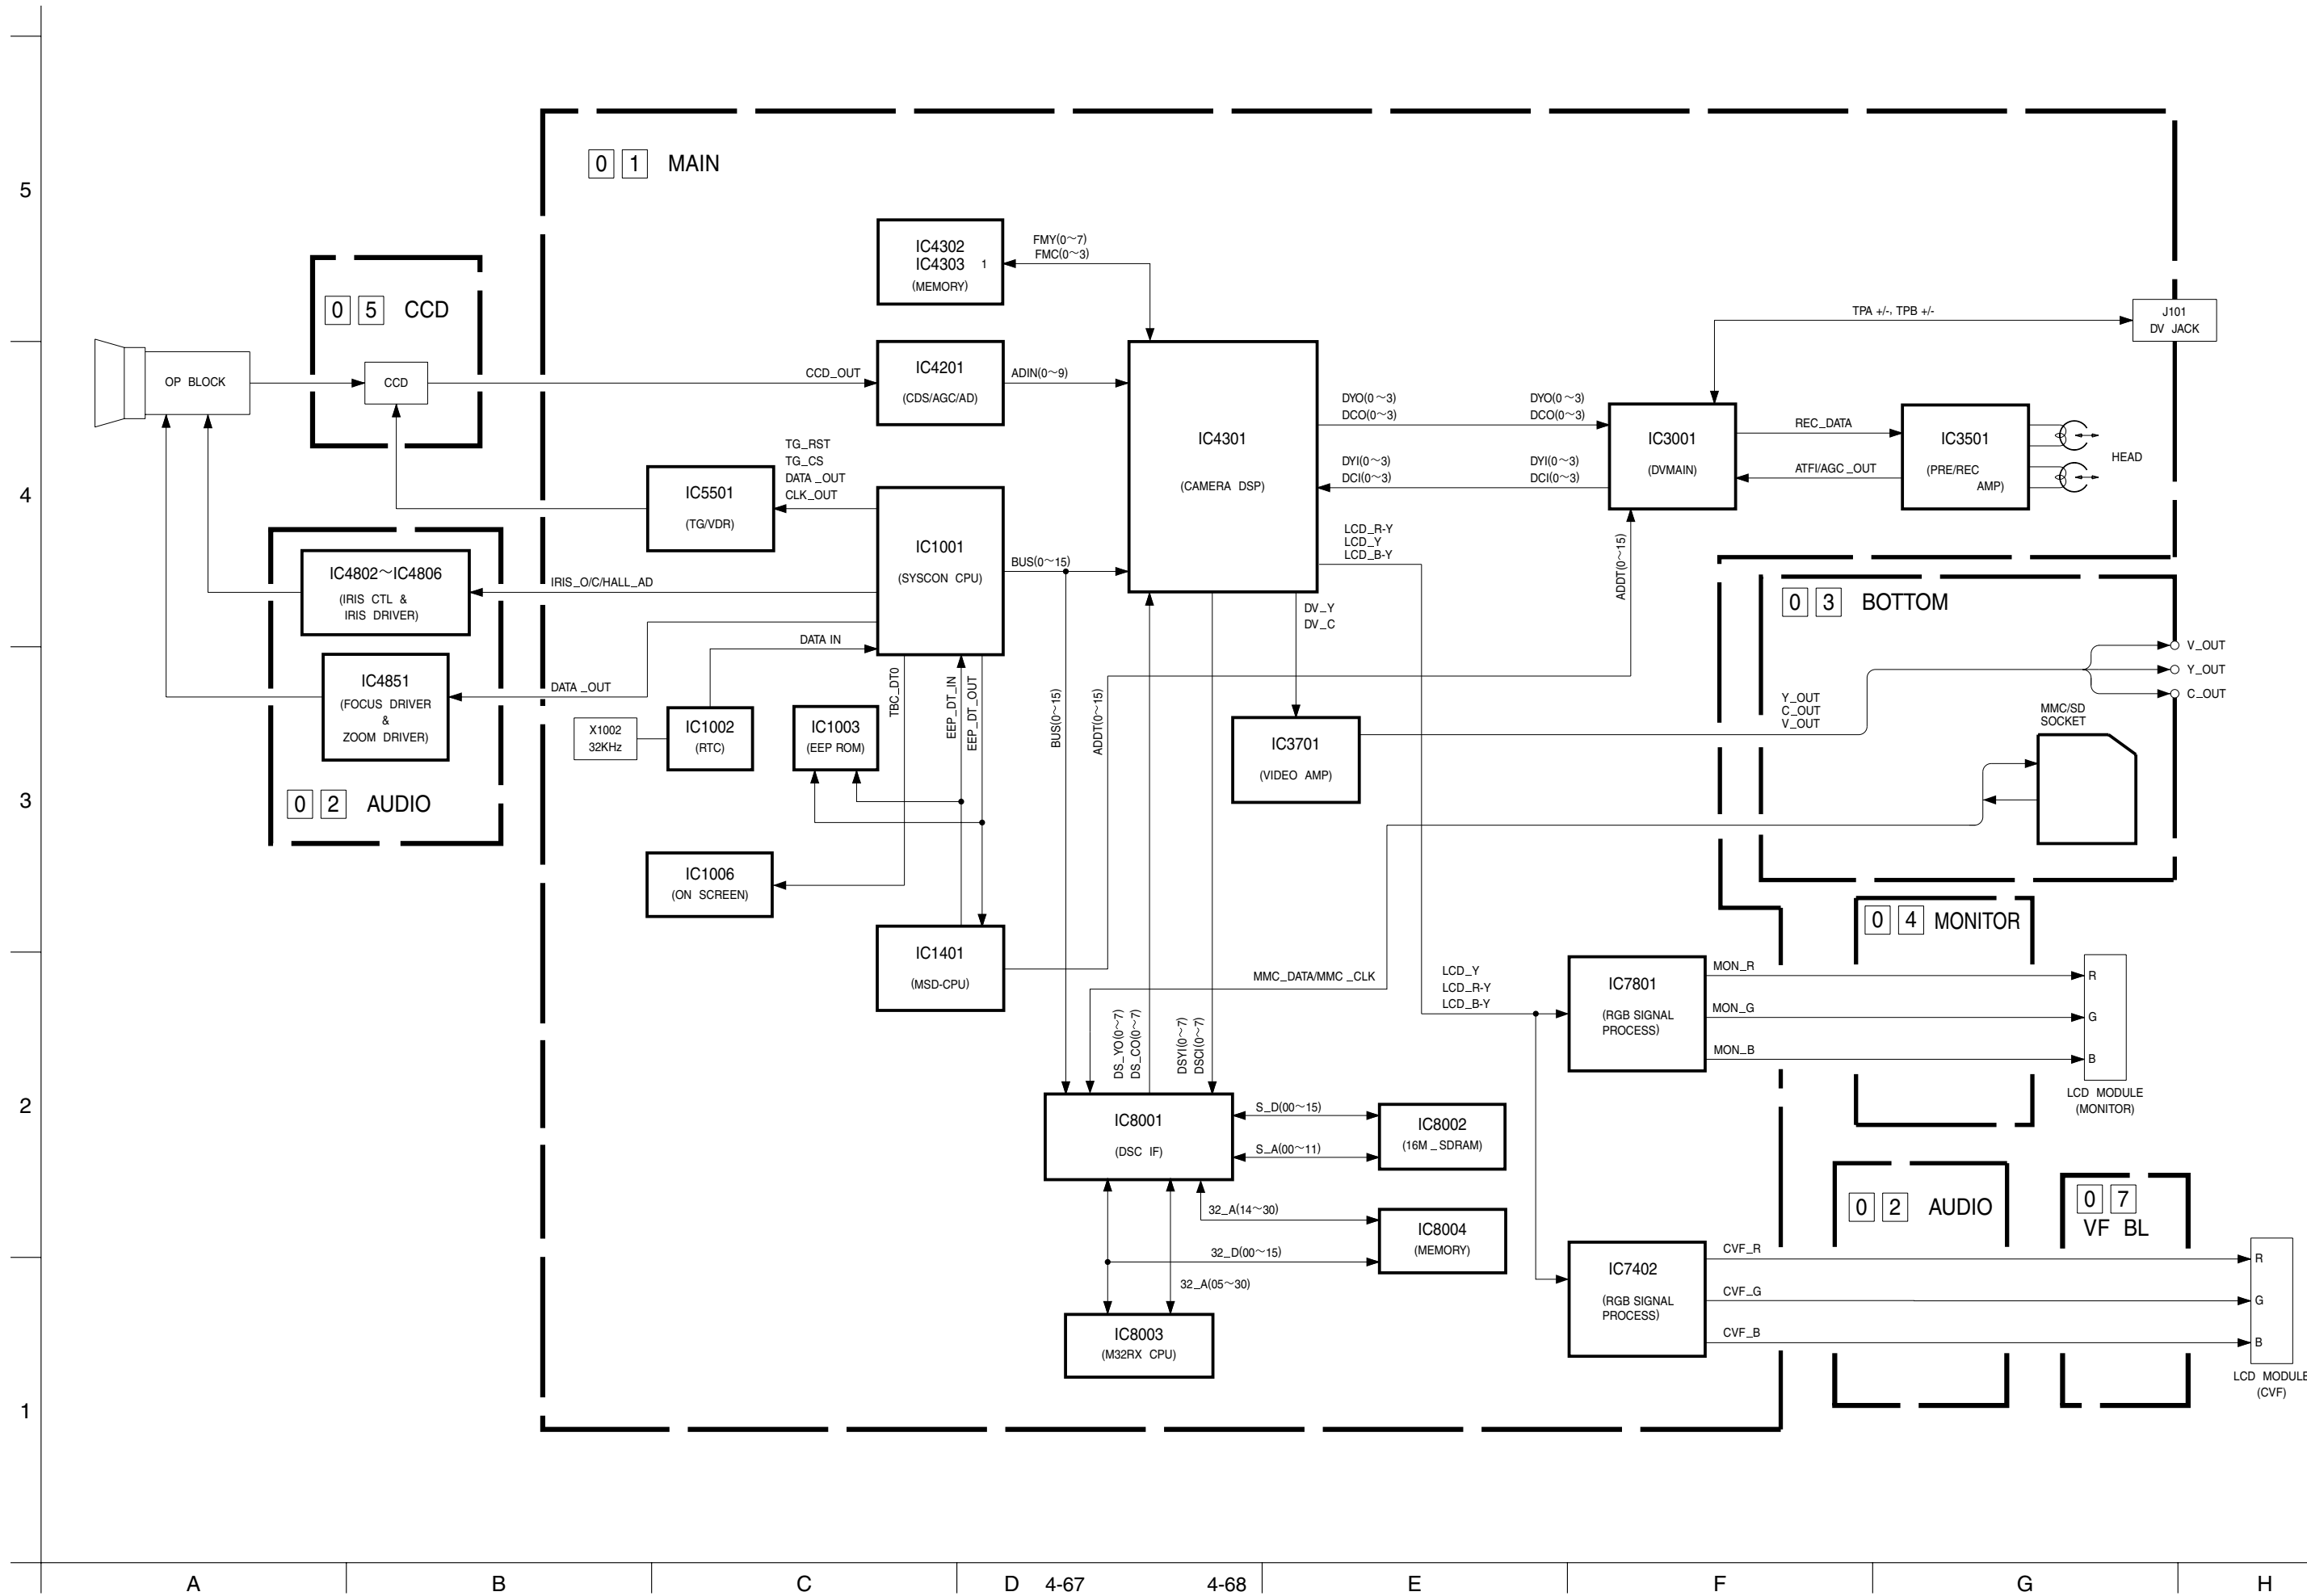 5
4
3
2
1
0 1 MAIN
IC4302
IC4303 1
(MEMORY)
FMY(0~7)
FMC(0~3)
0 5 CCD
OP BLOCK
CCD
CCD_OUT
IC4201
(CDS/AGC/AD)
ADIN(0~9)
TPA +/-, TPB +/-
J101
DV JACK
IC4301
(CAMERA DSP)
DYO(0~3)
DCO(0~3)
DYO(0~3)
DCO(0~3)
DYI(0~3)
DCI(0~3)
DYI(0~3)
DCI(0~3)
IC3001
(DVMAIN)
REC_DATA
ATFI/AGC_OUT
IC3501
(PRE/REC
AMP)
HEAD
TG_RST
TG_CS
DATA_OUT
CLK_OUT
IC5501
(TG/VDR)
IC1001
(SYSCON CPU)
BUS(0~15)
LCD_R-Y
LCD_Y
LCD_B-Y
ADDT(0~15)
IC4802~IC4806
(IRIS CTL &
IRIS DRIVER)
IRIS_O/C/HALL_AD
IC4851
(FOCUS DRIVER
&
ZOOM DRIVER)
0 2 AUDIO
DATA_OUT
DATA IN
X1002
32KHz
IC1002
(RTC)
IC1003
(EEP ROM)
TBC_DT0
EEP_DT_IN
EEP_DT_OUT
BUS(0~15)
ADDT(0~15)
DV_Y
DV_C
IC3701
(VIDEO AMP)
0 3 BOTTOM
V_OUT
Y_OUT
C_OUT
Y_OUT
C_OUT
V_OUT
MMC/SD
SOCKET
IC1006
(ON SCREEN)
IC1401
(MSD-CPU)
MMC_DATA/MMC_CLK
LCD_Y
LCD_R-Y
LCD_B-Y
DS_YO(0~7)
DS_CO(0~7)
DSYI(0~7)
DSCI(0~7)
IC7801
(RGB SIGNAL
PROCESS)
MON_R
MON_G
MON_B
0 4 MONITOR
R
G
B
LCD MODULE
(MONITOR)
IC8001
(DSC IF)
S_D(00~15)
S_A(00~11)
IC8002
(16M_SDRAM)
32_A(14~30)
IC8004
(MEMORY)
32_D(00~15)
32_A(05~30)
IC8003
(M32RX CPU)
0 2 AUDIO
0 7
VF BL
IC7402
(RGB SIGNAL
PROCESS)
CVF_R
CVF_G
CVF_B
R
G
B
LCD MODULE
(CVF)
A B C D 4-67 4-68 E F G H